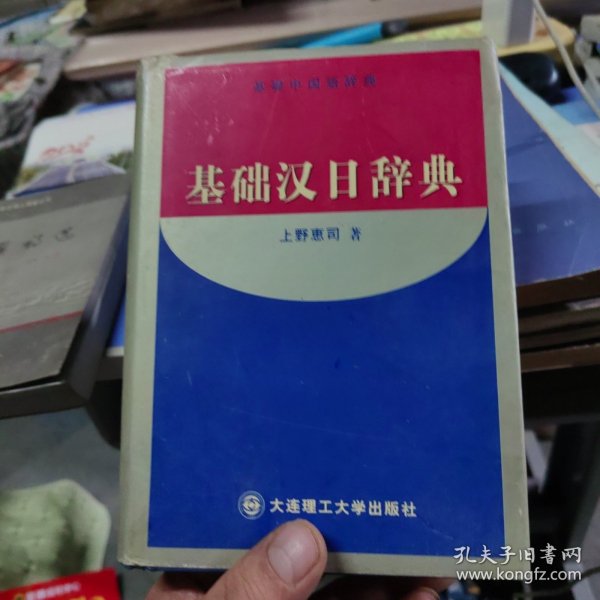 基础中国语辞典
基础汉日辞典
上野惠司 著
大连理工大学出版社
孔夫子旧书网
www.kongfz.com